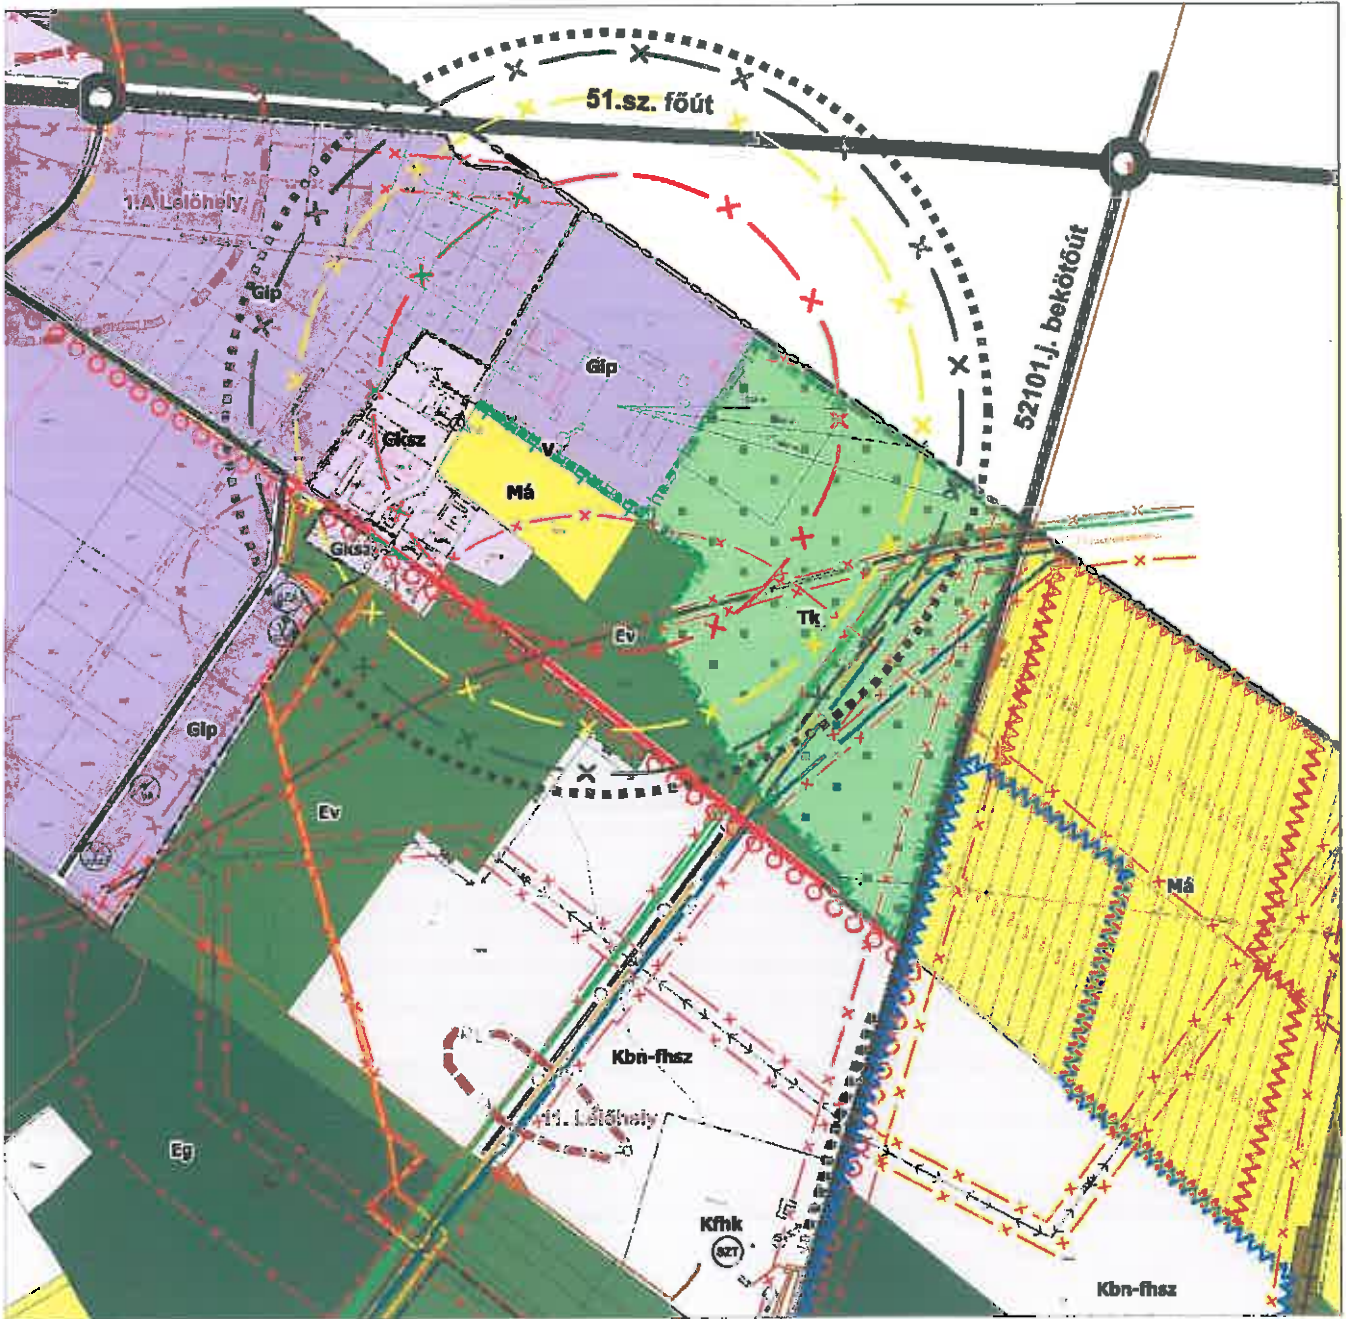 51.sz. főút
1/A Lelőhely
52101.j. bekötőút
Gip
Gip
Gksz
V
Má
Gksz
Tk
Ev
Gip
Ev
Má
Kbn-fhsz
11. Lelőhely
Eg
Kfhk
SZT
Kbn-fhsz